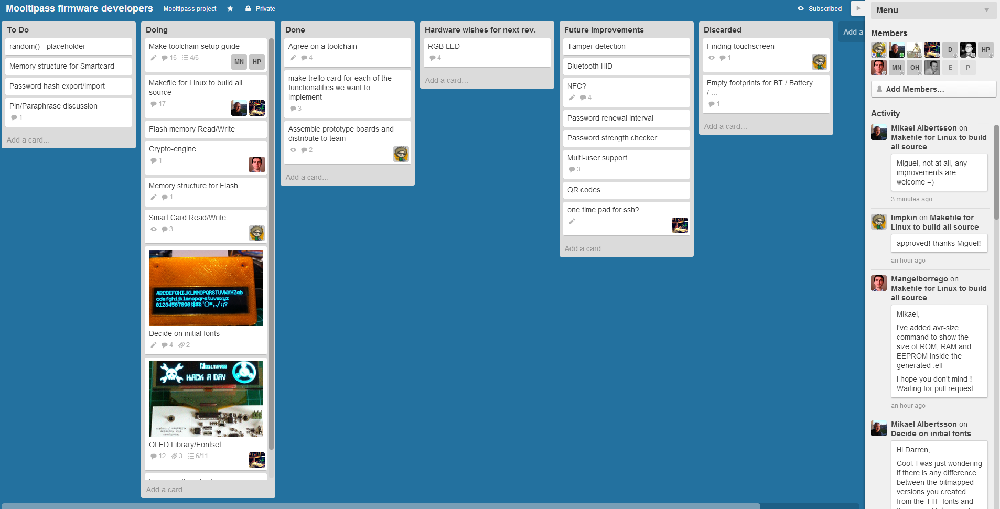 Mooltipass firmware developers
Mooltipass project
Private
Subscribed
To Do
random() - placeholder
Memory structure for Smartcard
Password hash export/import
Pin/Paraphrase discussion
1
Add a card...
Doing
Make toolchain setup guide
16 4/6
MN HP
Makefile for Linux to build all
source
17
Flash memory Read/Write
Crypto-engine
1
Memory structure for Flash
1
Smart Card Read/Write
3
ABCDEFGHIJKLMNOPQRSTUVWXYZab
cdefghijklmnopqrstuvwxyz
01234567890!$%&'()*,./:;?
Decide on initial fonts
4 2
Mooltipass
HACK A DAY
OLED Library/Fontset
12 3 6/11
Firmware flow chart
Add a card...
Done
Agree on a toolchain
4
make trello card for each of the
functionalities we want to
implement
3
Assemble prototype boards and
distribute to team
2
Add a card...
Hardware wishes for next rev.
RGB LED
4
Add a card...
Future improvements
Tamper detection
Bluetooth HID
NFC?
4
Password renewal interval
Password strength checker
Multi-user support
3
QR codes
one time pad for ssh?
Add a card...
Discarded
Finding touchscreen
1
Empty footprints for BT / Battery
/ ...
1
Add a card...
Add a
Menu
Members
D HP
MN OH E P
Add Members...
Activity
Mikael Albertsson on
Makefile for Linux to build
all source
Miguel, not at all, any
improvements are
welcome =)
3 minutes ago
limpkin on Makefile for
Linux to build all source
approved! thanks Miguel!
an hour ago
Mangelborrego on
Makefile for Linux to build
all source
Mikael,
I've added avr-size
command to show the
size of ROM, RAM and
EEPROM inside the
generated .elf
I hope you don't mind !
Waiting for pull request.
an hour ago
Mikael Albertsson on
Decide on initial fonts
Hi Darren,
Cool. I was just wondering
if there is any difference
between the bitmapped
versions you created
from the TTF fonts and